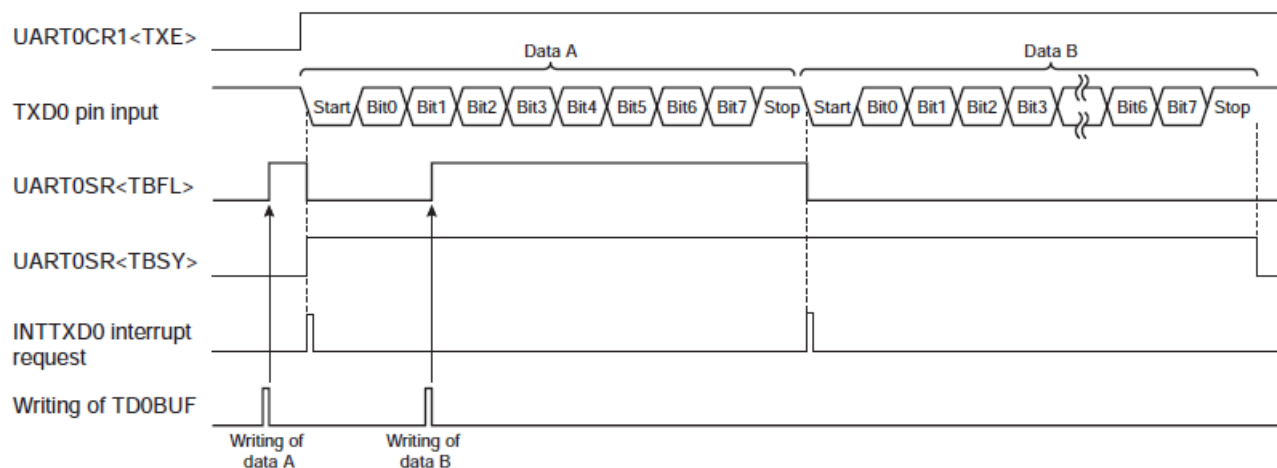 UART0CR1<TXE>
Data A
Data B
TXD0 pin input
Start Bit0 Bit1 Bit2 Bit3 Bit4 Bit5 Bit6 Bit7 Stop Start Bit0 Bit1 Bit2 Bit3 Bit6 Bit7 Stop
UART0SR<TBFL>
UART0SR<TBSY>
INTTXD0 interrupt
request
Writing of TD0BUF
Writing of
data A
Writing of
data B